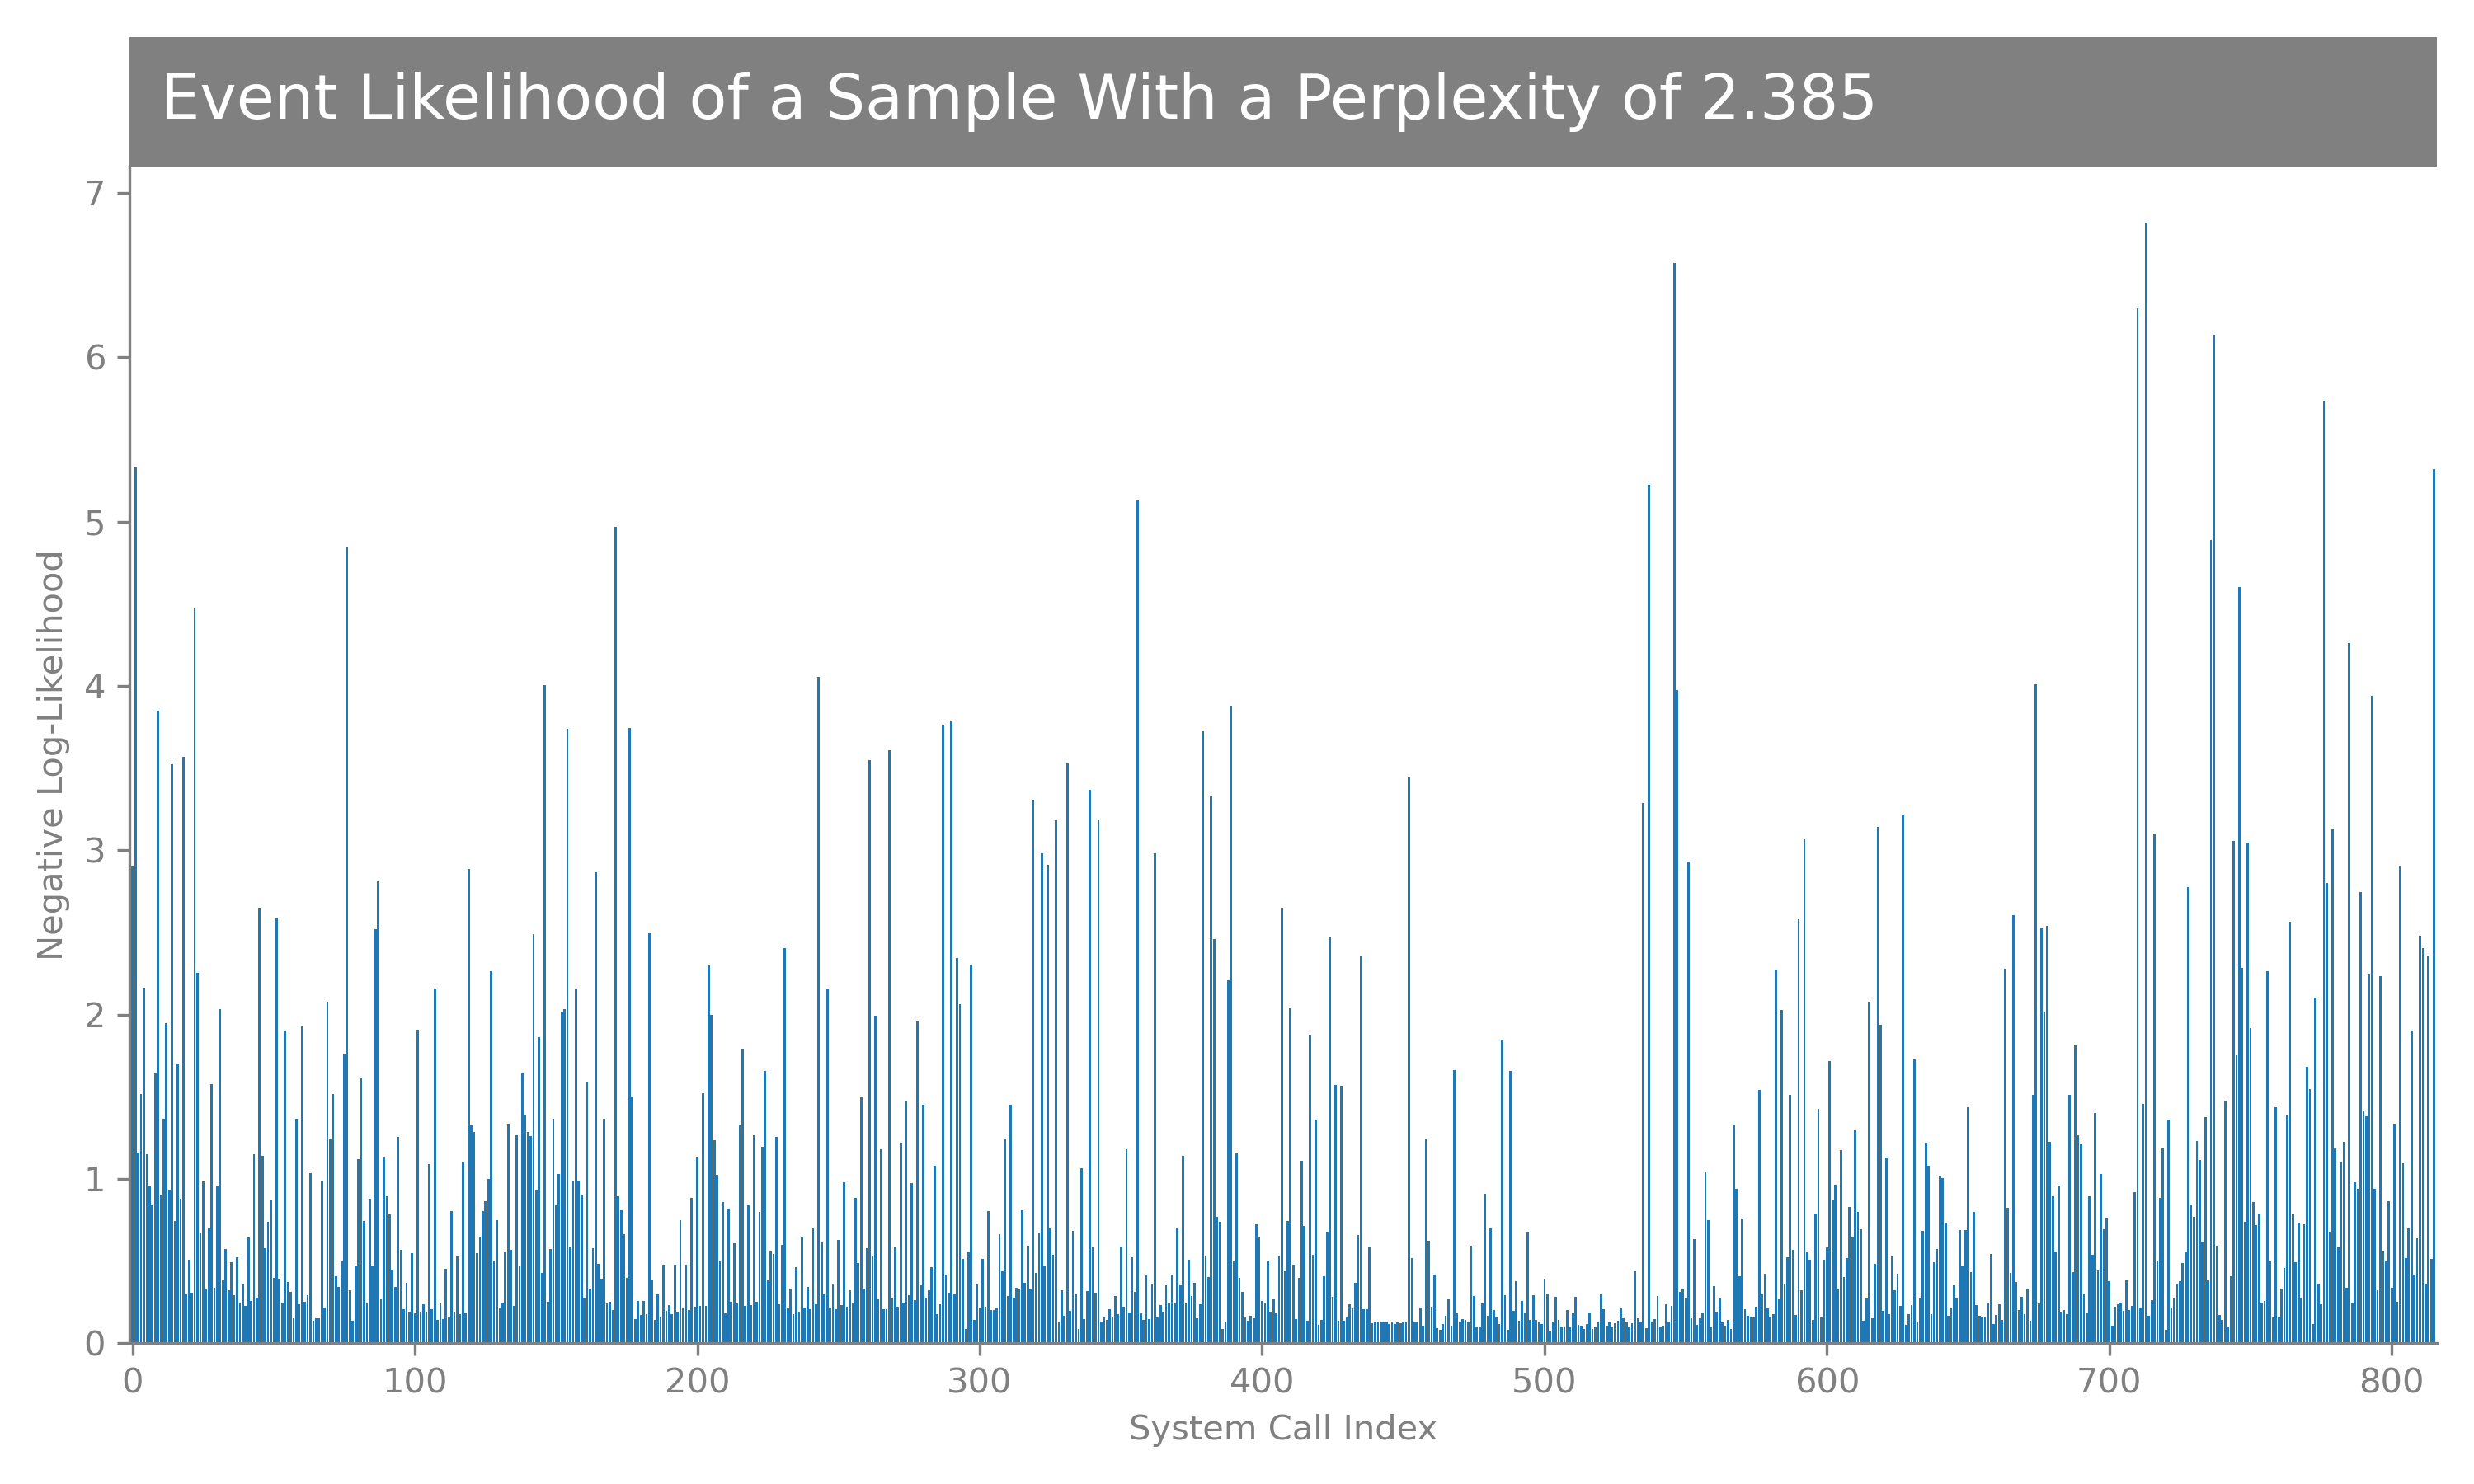 Event Likelihood of a Sample With a Perplexity of 2.385
7
6
5
4
3
2
1
0
Negative Log-Likelihood
0 100 200 300 400 500 600 700 800
System Call Index